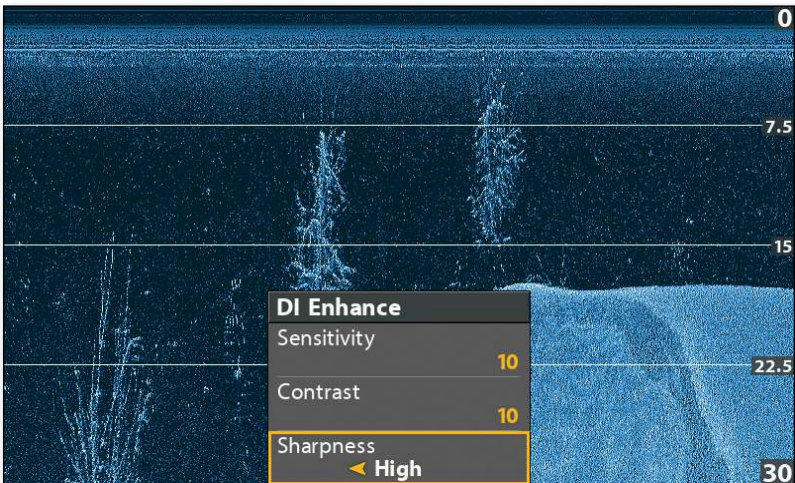 0
7.5
15
DI Enhance
Sensitivity
10
22.5
Contrast
10
Sharpness
High
30